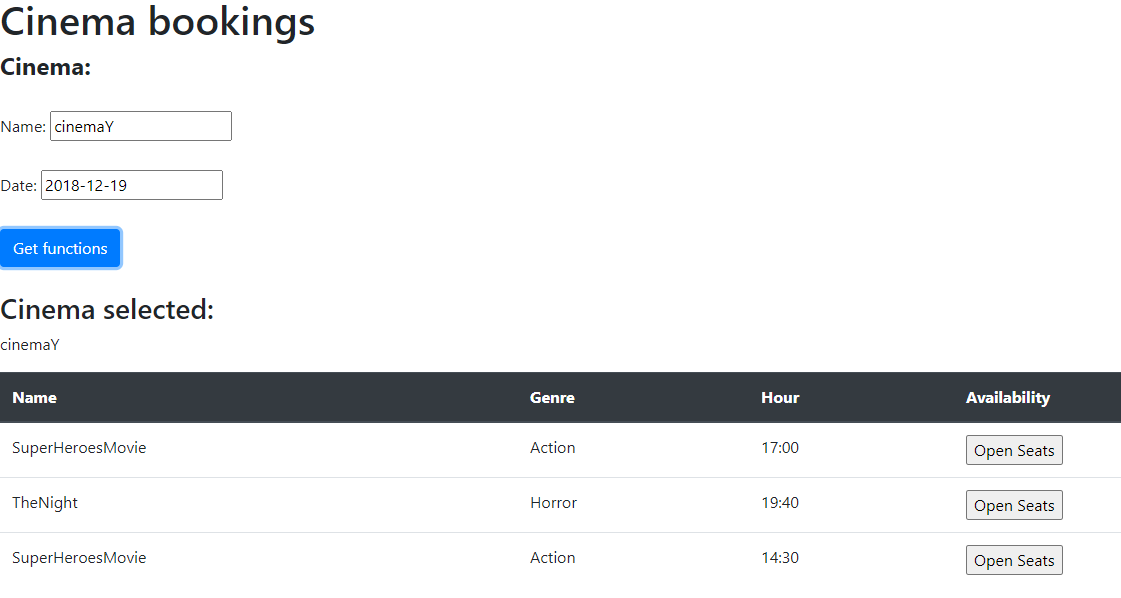 Cinema bookings
Cinema:
Name: cinemaY
Date: 2018-12-19
Get functions
Cinema selected:
cinemaY
Name Genre Hour Availability
SuperHeroesMovie Action 17:00 Open Seats
TheNight Horror 19:40 Open Seats
SuperHeroesMovie Action 14:30 Open Seats